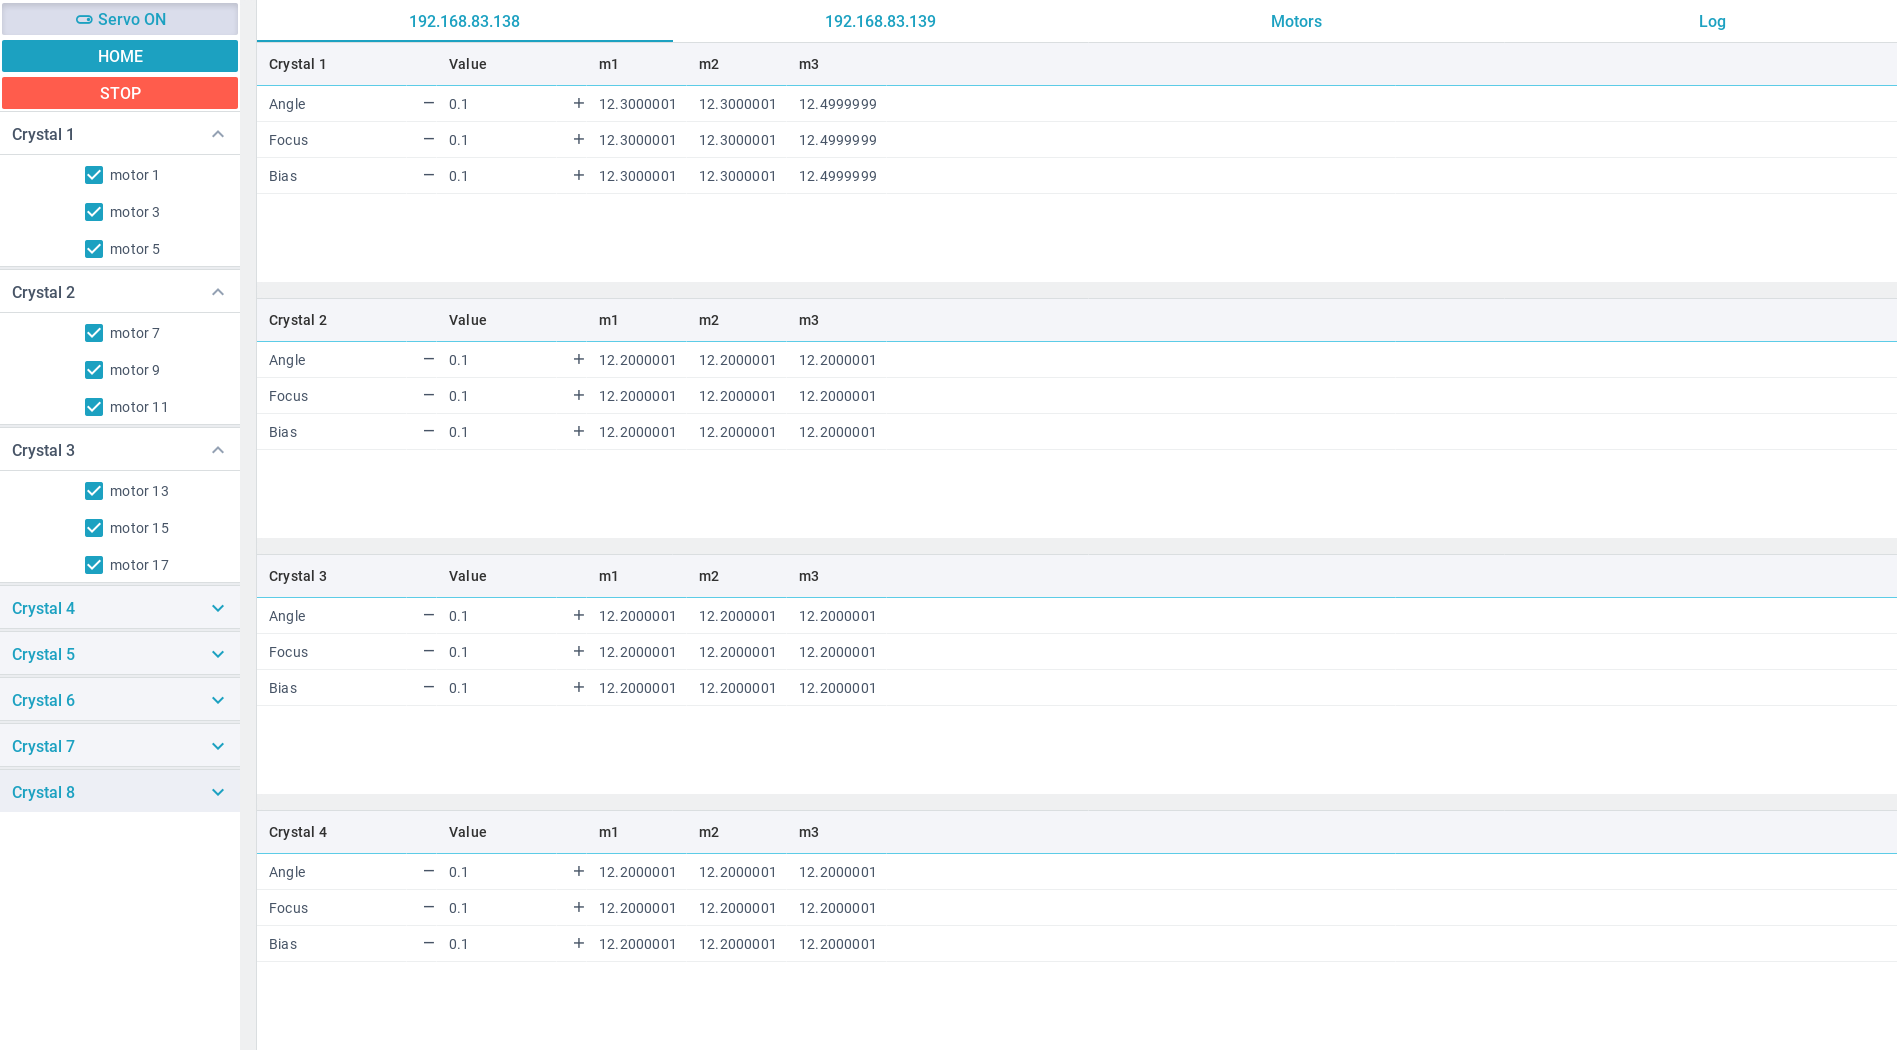 Servo ON
HOME
STOP
Crystal 1
motor 1
motor 3
motor 5
Crystal 2
motor 7
motor 9
motor 11
Crystal 3
motor 13
motor 15
motor 17
Crystal 4
Crystal 5
Crystal 6
Crystal 7
Crystal 8
192.168.83.138 192.168.83.139 Motors Log
Crystal 1 Value m1 m2 m3
Angle − 0.1 + 12.3000001 12.3000001 12.4999999
Focus − 0.1 + 12.3000001 12.3000001 12.4999999
Bias − 0.1 + 12.3000001 12.3000001 12.4999999
Crystal 2 Value m1 m2 m3
Angle − 0.1 + 12.2000001 12.2000001 12.2000001
Focus − 0.1 + 12.2000001 12.2000001 12.2000001
Bias − 0.1 + 12.2000001 12.2000001 12.2000001
Crystal 3 Value m1 m2 m3
Angle − 0.1 + 12.2000001 12.2000001 12.2000001
Focus − 0.1 + 12.2000001 12.2000001 12.2000001
Bias − 0.1 + 12.2000001 12.2000001 12.2000001
Crystal 4 Value m1 m2 m3
Angle − 0.1 + 12.2000001 12.2000001 12.2000001
Focus − 0.1 + 12.2000001 12.2000001 12.2000001
Bias − 0.1 + 12.2000001 12.2000001 12.2000001